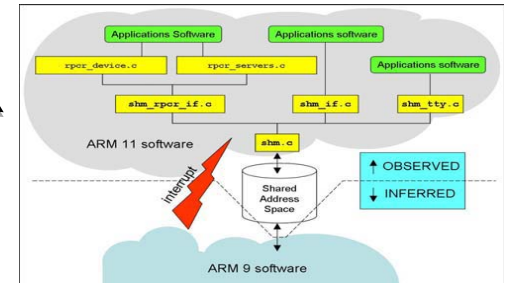 Applications Software
Applications software
Applications software
rpcr_device.c
rpcr_servers.c
shm_rpcr_if.c
shm_if.c
shm_tty.c
ARM 11 software
shm.c
interrupt
Shared
Address
Space
OBSERVED
INFERRED
ARM 9 software